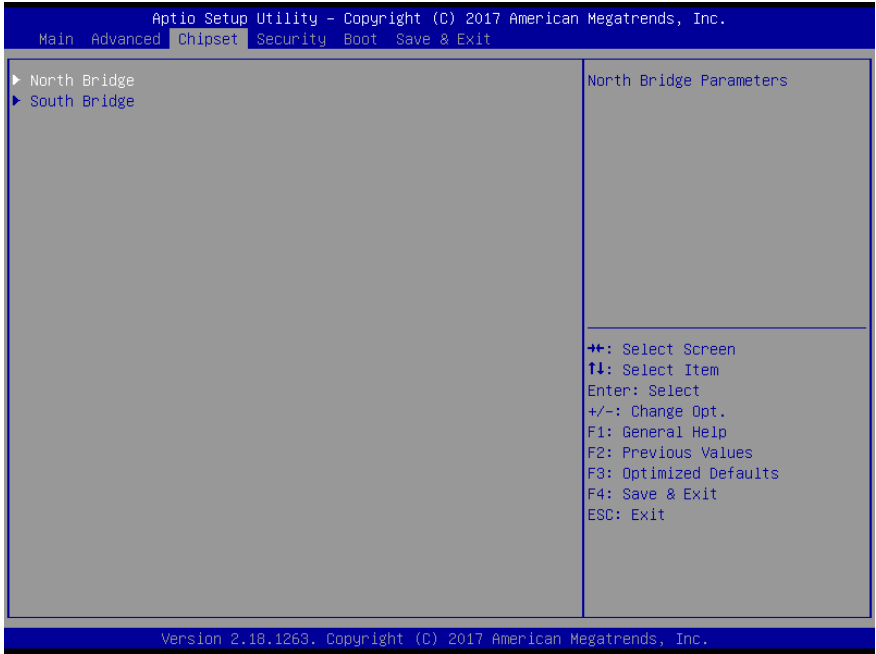 Aptio Setup Utility – Copyright (C) 2017 American Megatrends, Inc.
Main Advanced Chipset Security Boot Save & Exit
▶ North Bridge
▶ South Bridge
North Bridge Parameters
→←: Select Screen
↑↓: Select Item
Enter: Select
+/-: Change Opt.
F1: General Help
F2: Previous Values
F3: Optimized Defaults
F4: Save & Exit
ESC: Exit
Version 2.18.1263. Copyright (C) 2017 American Megatrends, Inc.